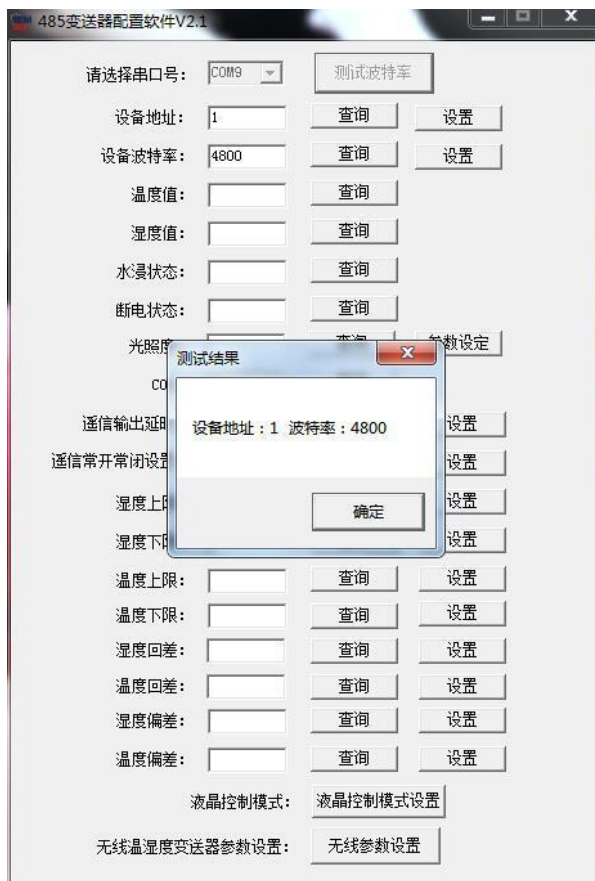 485变送器配置软件V2.1
请选择串口号： COM9 测试波特率
设备地址： 1 查询 设置
设备波特率： 4800 查询 设置
温度值： 查询
湿度值： 查询
水浸状态： 查询
断电状态： 查询
光照度 查询 参数设定
测试结果
CO
设备地址：1 波特率：4800
遥信输出延时 设置
遥信常开常闭设置 设置
确定
湿度上限 设置
湿度下限 设置
温度上限： 查询 设置
温度下限： 查询 设置
湿度回差： 查询 设置
温度回差： 查询 设置
湿度偏差： 查询 设置
温度偏差： 查询 设置
液晶控制模式： 液晶控制模式设置
无线温湿度变送器参数设置： 无线参数设置